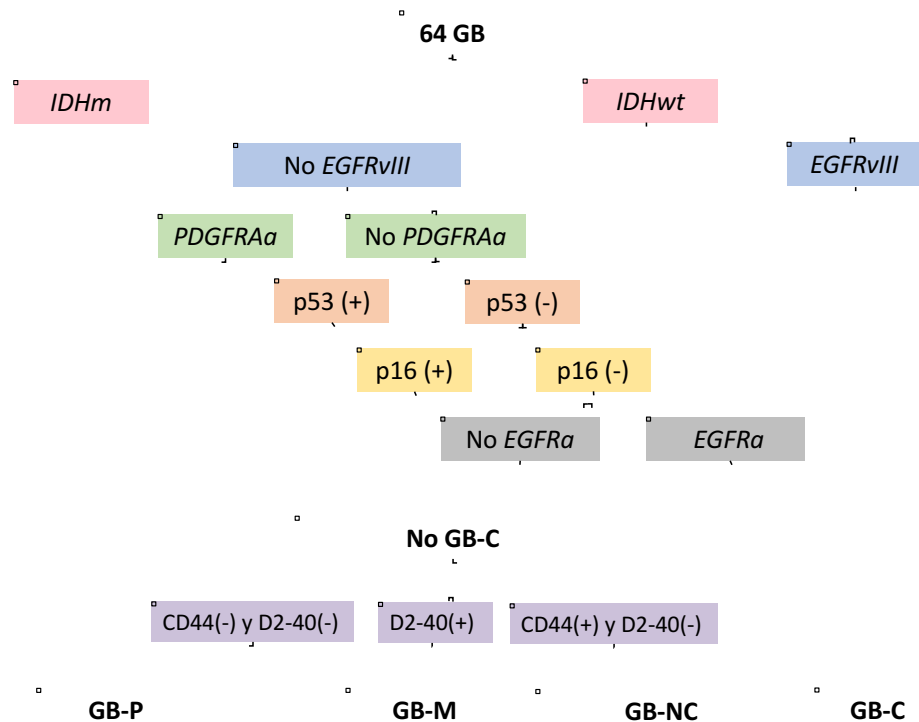 64 GB
IDHm
IDHwt
No EGFRvIII
EGFRvIII
PDGFRAa
No PDGFRAa
p53 (+)
p53 (-)
p16 (+)
p16 (-)
No EGFRa
EGFRa
No GB-C
CD44(-) y D2-40(-)
D2-40(+)
CD44(+) y D2-40(-)
GB-P
GB-M
GB-NC
GB-C